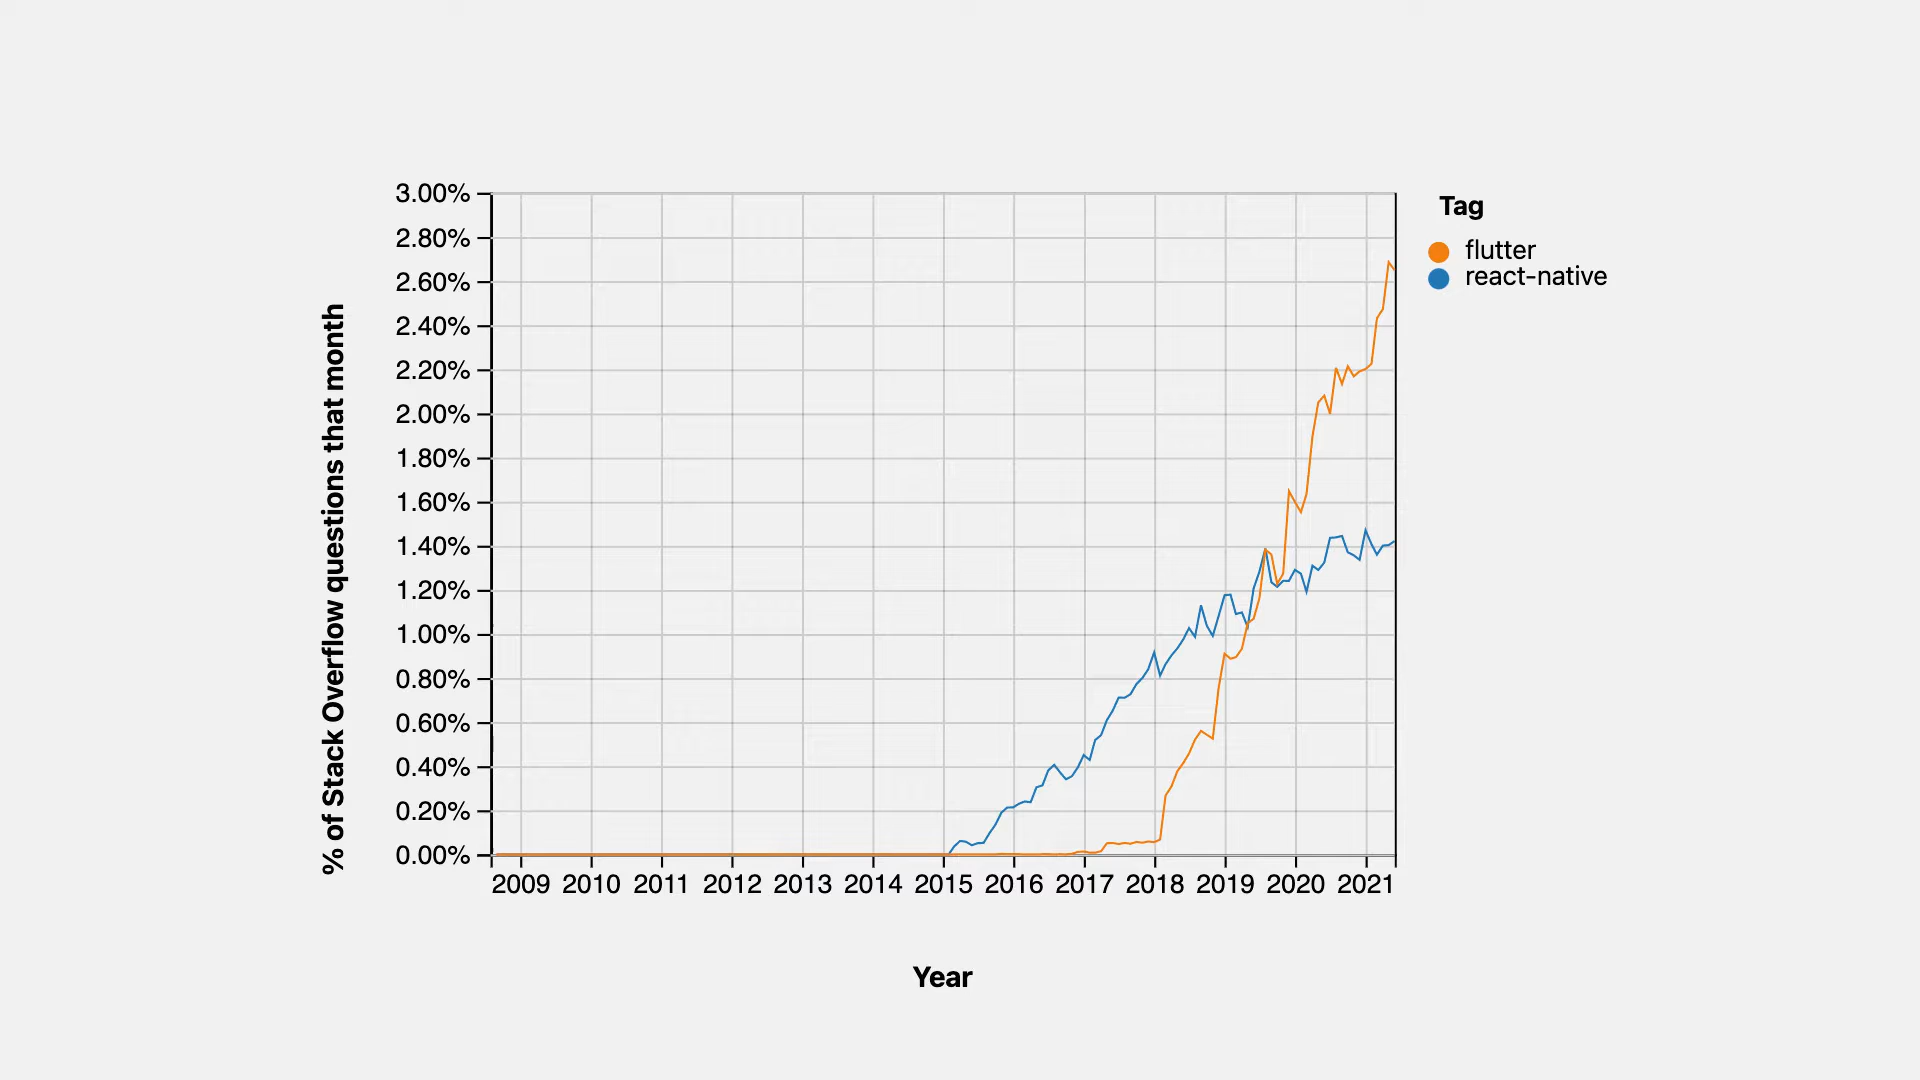 3.00%
2.80%
2.60%
2.40%
2.20%
2.00%
1.80%
1.60%
1.40%
1.20%
1.00%
0.80%
0.60%
0.40%
0.20%
0.00%
% of Stack Overflow questions that month
2009 2010 2011 2012 2013 2014 2015 2016 2017 2018 2019 2020 2021
Year
Tag
flutter
react-native